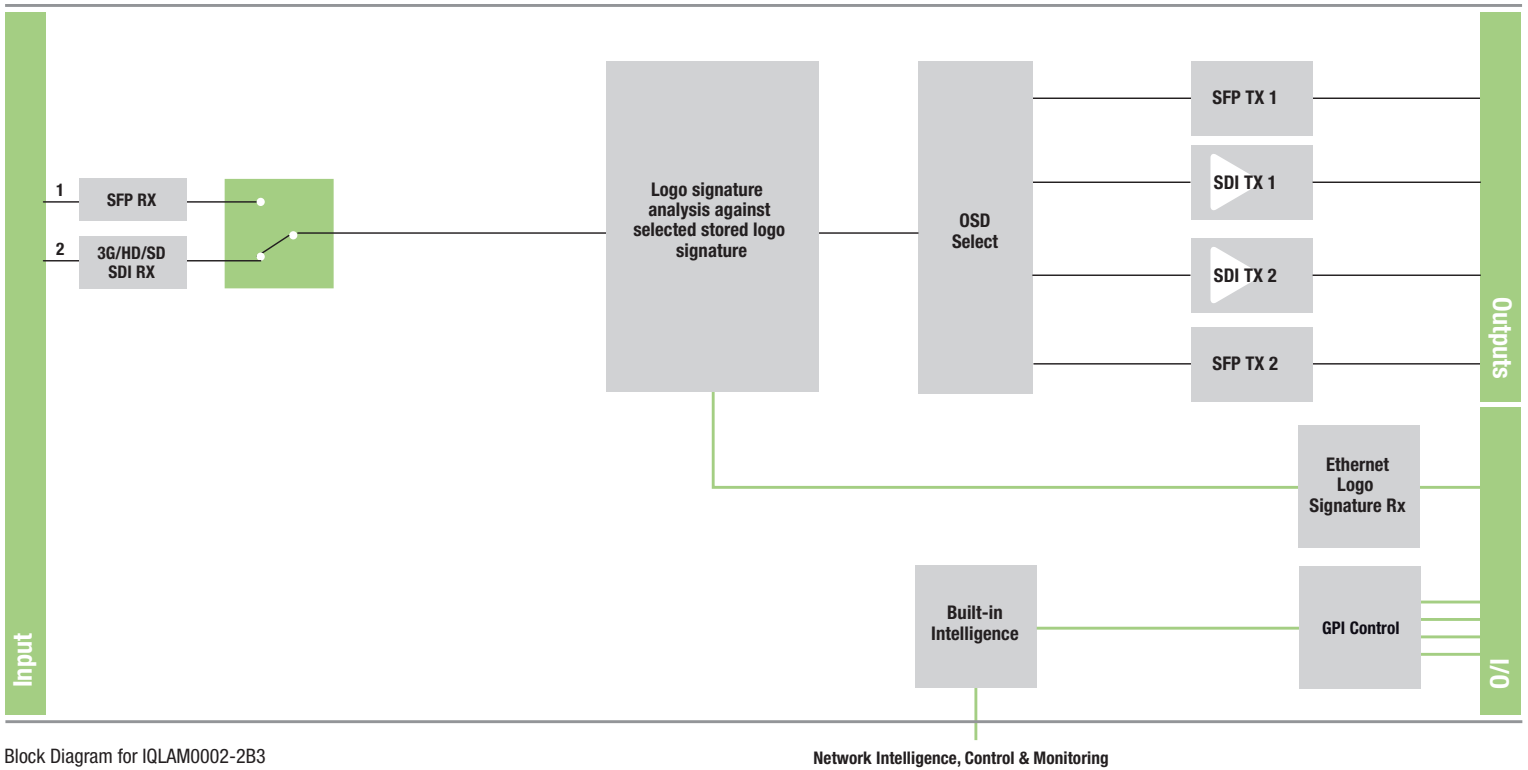 Input
1
SFP RX
2
3G/HD/SD
SDI RX
Logo signature
analysis against
selected stored logo
signature
OSD
Select
SFP TX 1
SDI TX 1
SDI TX 2
SFP TX 2
Outputs
Ethernet
Logo
Signature Rx
Built-in
Intelligence
GPI Control
I/O
Block Diagram for IQLAM0002-2B3
Network Intelligence, Control & Monitoring